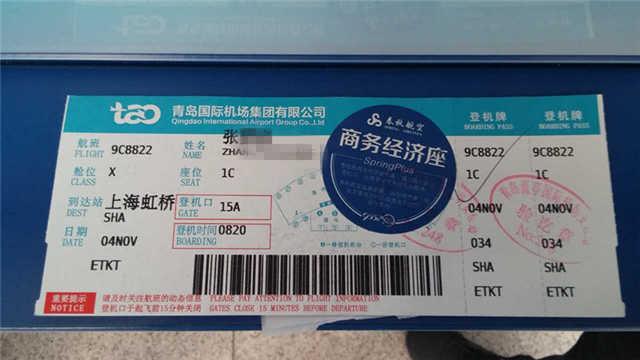 青岛国际机场集团有限公司
Qingdao International Airport Group Co.,Ltd
航班 FLIGHT 9C8822
姓名 NAME 张
ZHAN
舱位 CLASS X
座位 SEAT 1C
到达站 DEST 上海虹桥 SHA
登机口 GATE 15A
日期 DATE 04NOV
登机时间 BOARDING 0820
ETKT
重要提示 NOTICE
请及时关注航班的动态信息 PLEASE PAY ATTENTION TO FLIGHT INFORMATION
登机口于起飞前15分钟关闭 GATES CLOSE 15 MINUTES BEFORE DEPARTURE
春秋航空
SPRING AIRLINES
商务经济座
SpringPlus
登机牌
BOARDING PASS
9C8822
1C
04NOV
034
SHA
ETKT
登机牌
BOARDING PASS
9C8822
1C
04NOV
034
SHA
ETKT